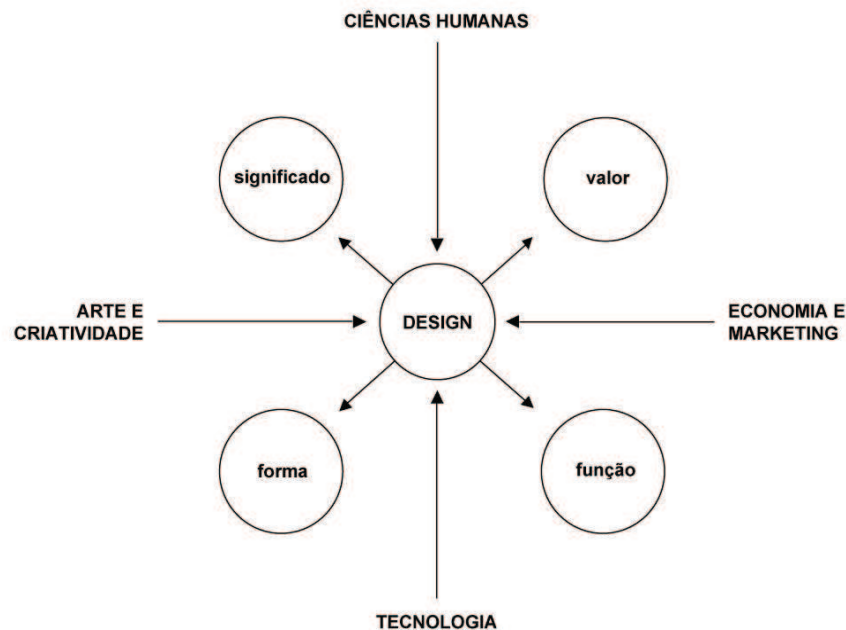 CIÊNCIAS HUMANAS
significado
valor
ARTE E
CRIATIVIDADE
DESIGN
ECONOMIA E
MARKETING
forma
função
TECNOLOGIA